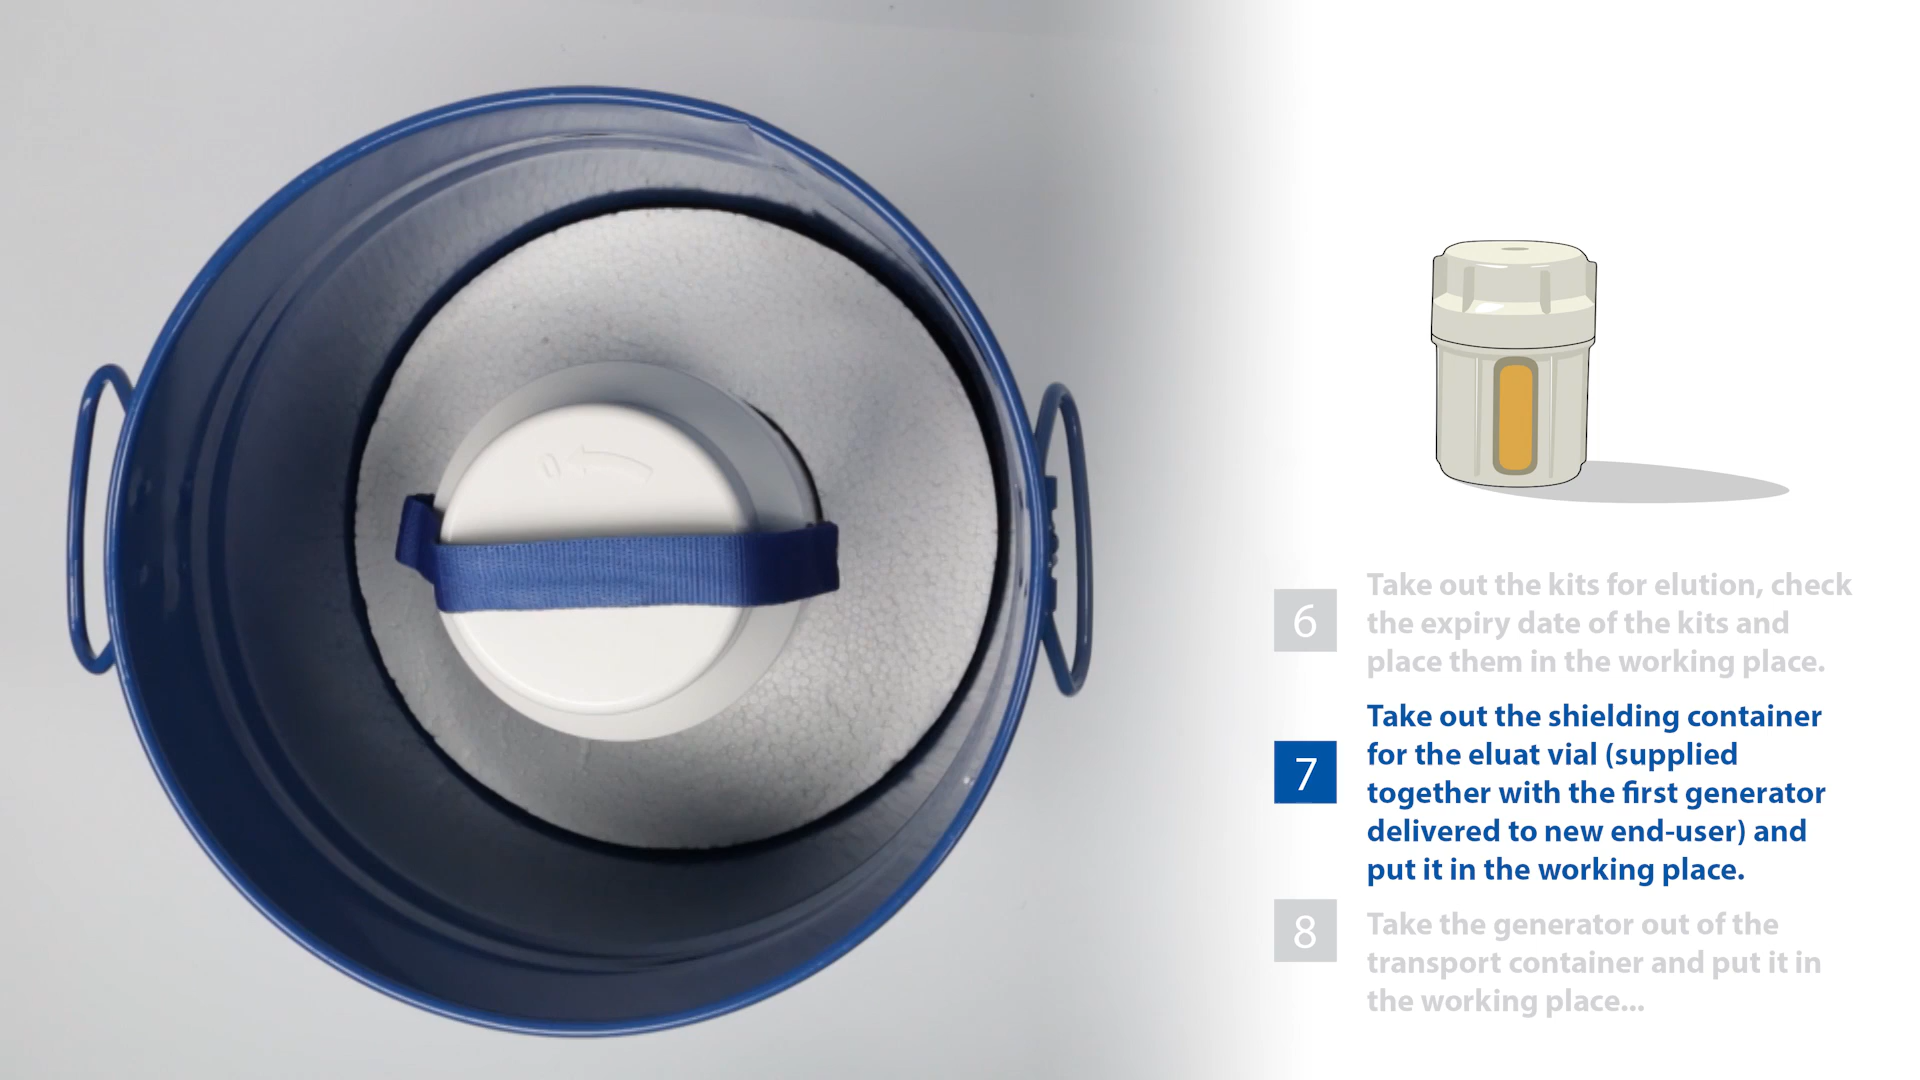 6
Take out the kits for elution, check
the expiry date of the kits and
place them in the working place.
7
Take out the shielding container
for the eluat vial (supplied
together with the first generator
delivered to new end-user) and
put it in the working place.
8
Take the generator out of the
transport container and put it in
the working place...